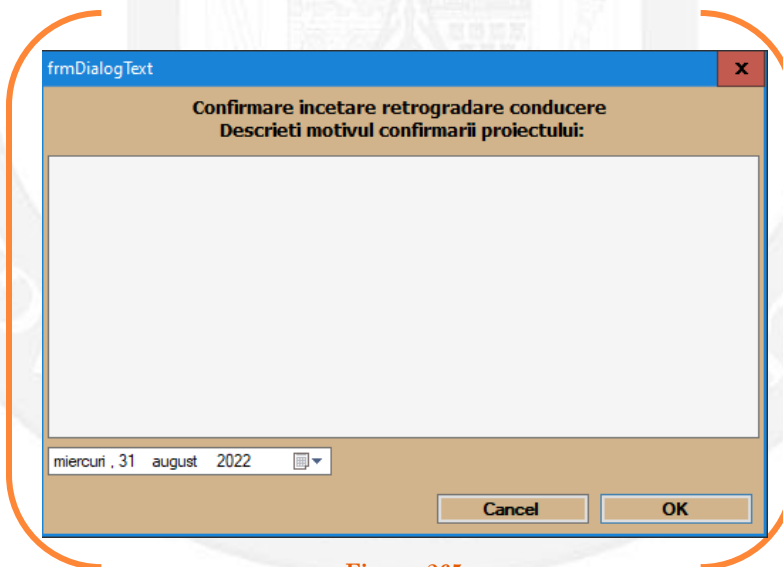 frmDialogText
x
Confirmare incetare retrogradare conducere
Descrieti motivul confirmarii proiectului:
miercuri , 31 august 2022
Cancel
OK